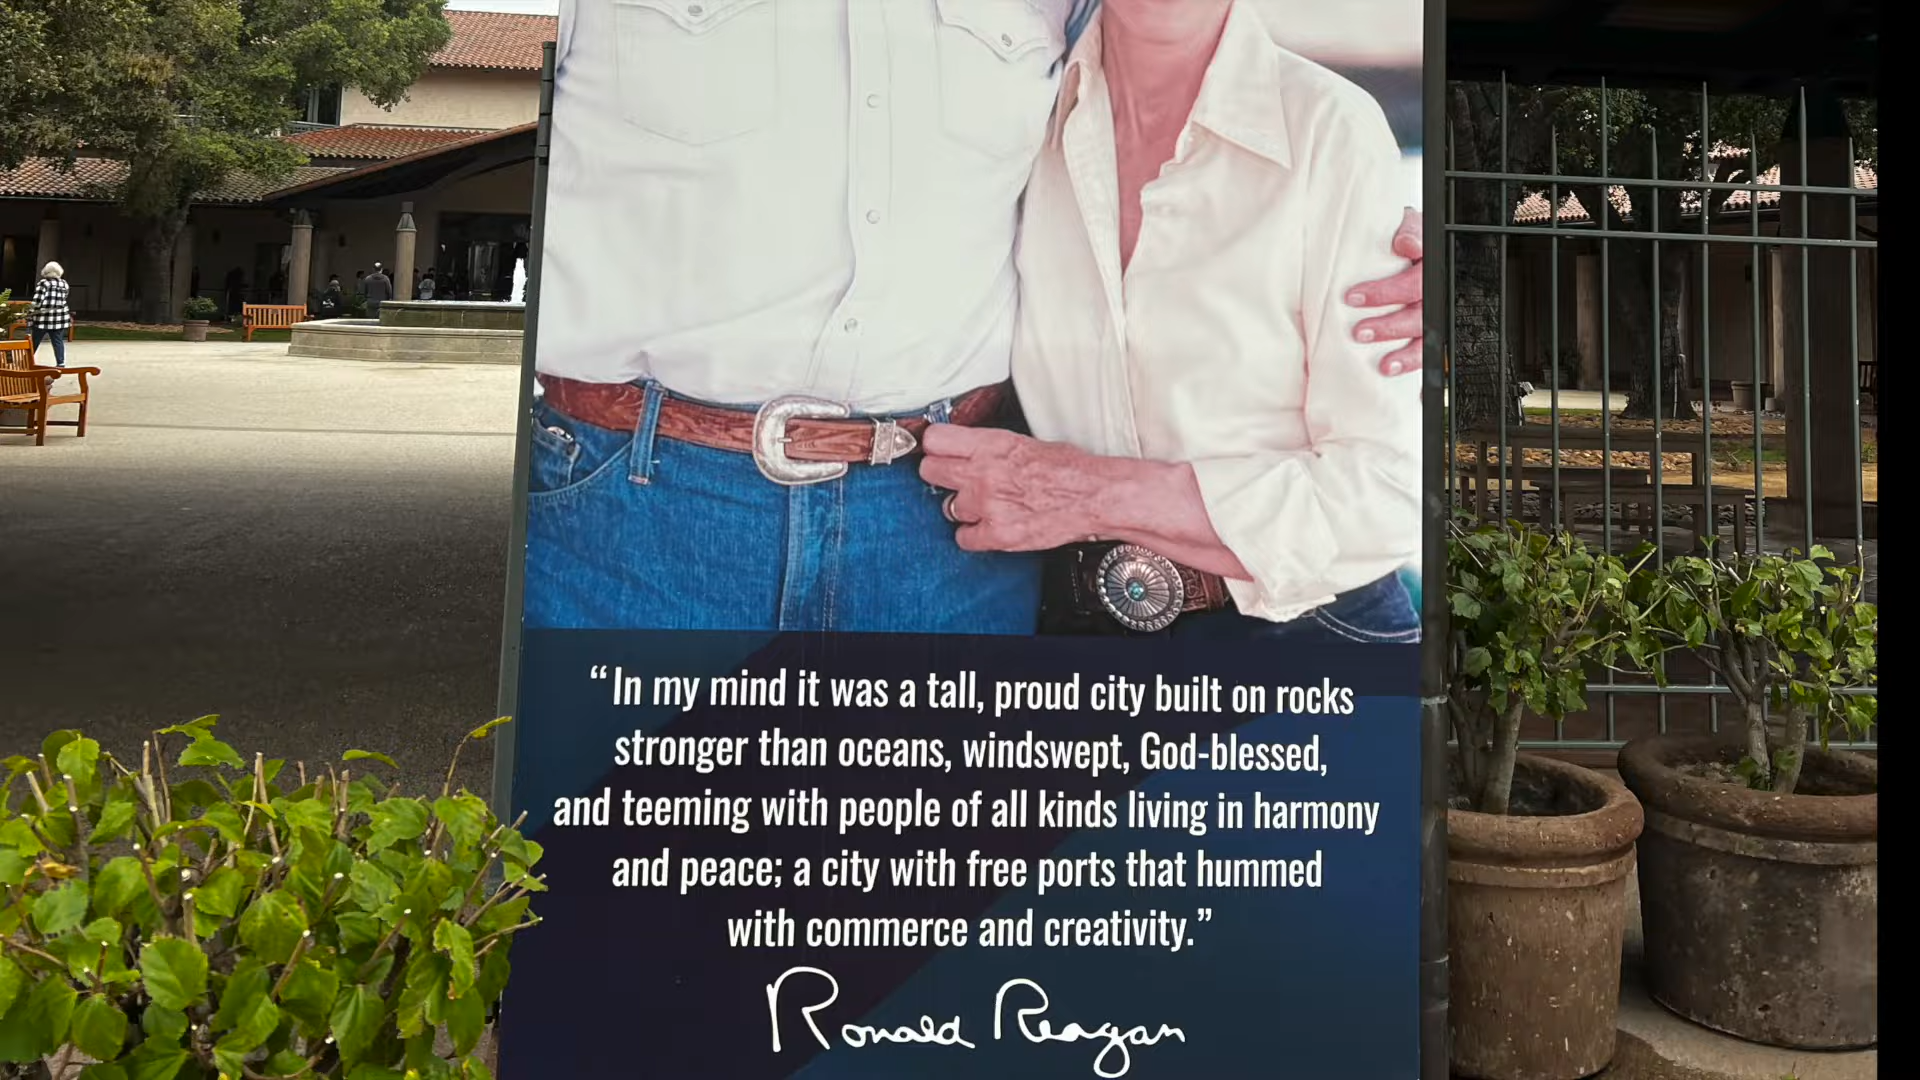 “In my mind it was a tall, proud city built on rocks
stronger than oceans, windswept, God-blessed,
and teeming with people of all kinds living in harmony
and peace; a city with free ports that hummed
with commerce and creativity.”
Ronald Reagan